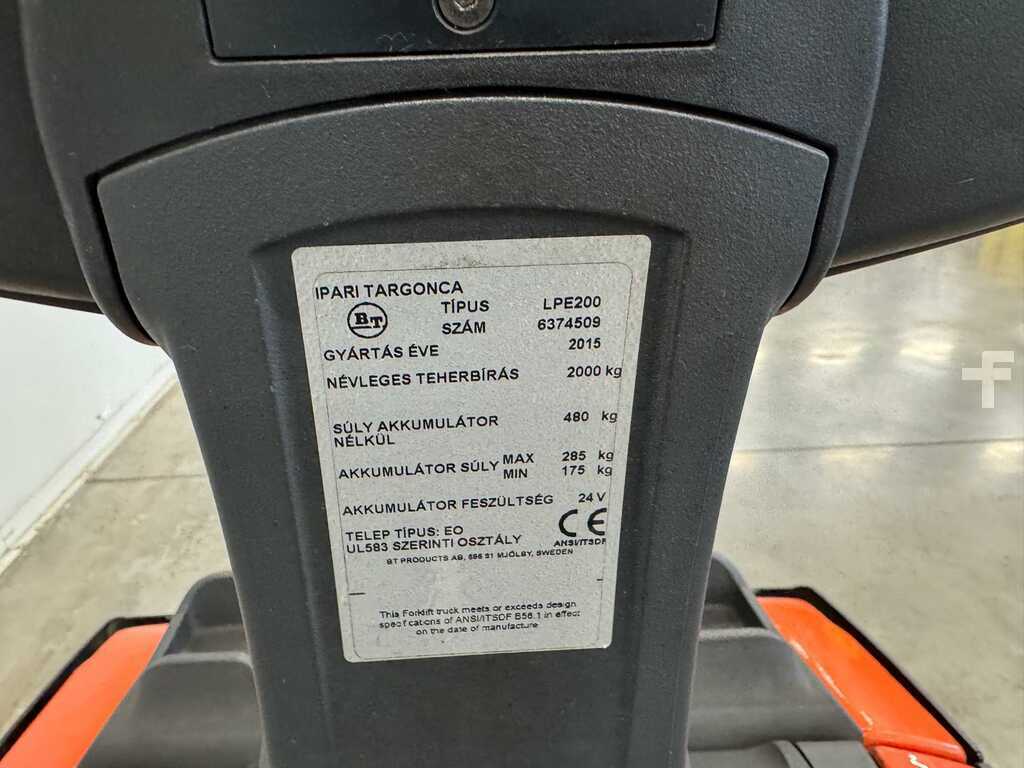 IPARI TARGONCA
BT TÍPUS LPE200
SZÁM 6374509
GYÁRTÁS ÉVE 2015
NÉVLEGES TEHERBÍRÁS 2000 kg
SÚLY AKKUMULÁTOR 480 kg
NÉLKÜL
AKKUMULÁTOR SÚLY MAX 285 kg
MIN 175 kg
AKKUMULÁTOR FESZÜLTSÉG 24 V
TELEP TÍPUS: EO
UL583 SZERINTI OSZTÁLY
CE
ANSI/ITSDF
BT PRODUCTS AB, 595 81 MJÖLBY, SWEDEN
This Forklift truck meets or exceeds design
specifications of ANSI/ITSDF B56.1 in effect
on the date of manufacture